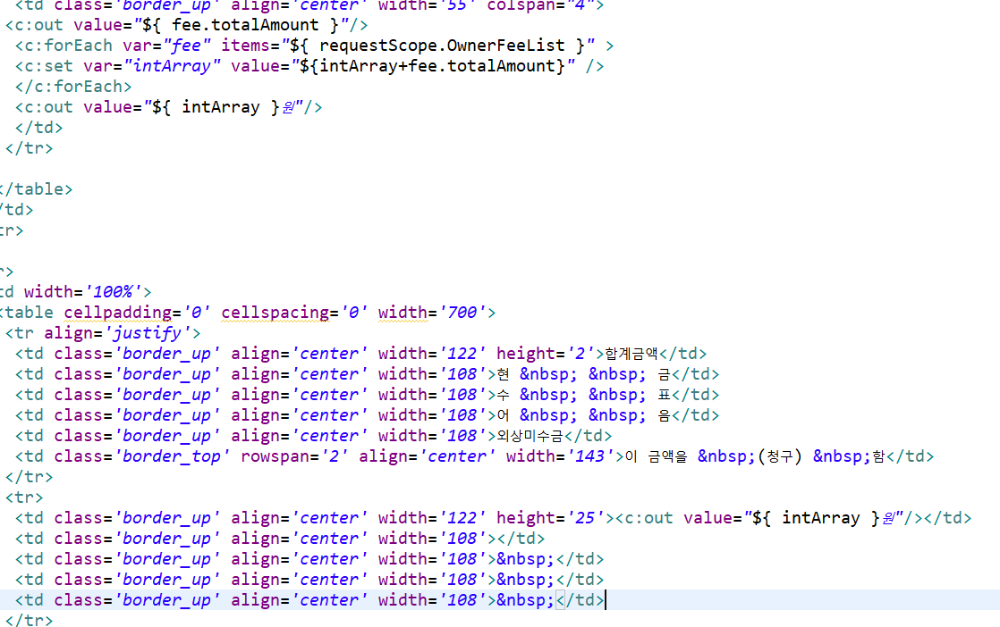 <td class='border_up' align='center' width='55' colspan="4">
<c:out value="${ fee.totalAmount }"/>
<c:forEach var="fee" items="${ requestScope.OwnerFeeList }" >
<c:set var="intArray" value="${intArray+fee.totalAmount}" />
</c:forEach>
<c:out value="${ intArray }원"/>
</td>
</tr>
</table>
/td>
tr>
r>
td width='100%'>
<table cellpadding='0' cellspacing='0' width='700'>
<tr align='justify'>
<td class='border_up' align='center' width='122' height='2'>합계금액</td>
<td class='border_up' align='center' width='108'>현 &nbsp; &nbsp; 금</td>
<td class='border_up' align='center' width='108'>수 &nbsp; &nbsp; 표</td>
<td class='border_up' align='center' width='108'>어 &nbsp; &nbsp; 음</td>
<td class='border_up' align='center' width='108'>외상미수금</td>
<td class='border_top' rowspan='2' align='center' width='143'>이 금액을 &nbsp;(청구) &nbsp;함</td>
</tr>
<tr>
<td class='border_up' align='center' width='122' height='25'><c:out value="${ intArray }원"/></td>
<td class='border_up' align='center' width='108'></td>
<td class='border_up' align='center' width='108'>&nbsp;</td>
<td class='border_up' align='center' width='108'>&nbsp;</td>
<td class='border_up' align='center' width='108'>&nbsp;</td>
</tr>